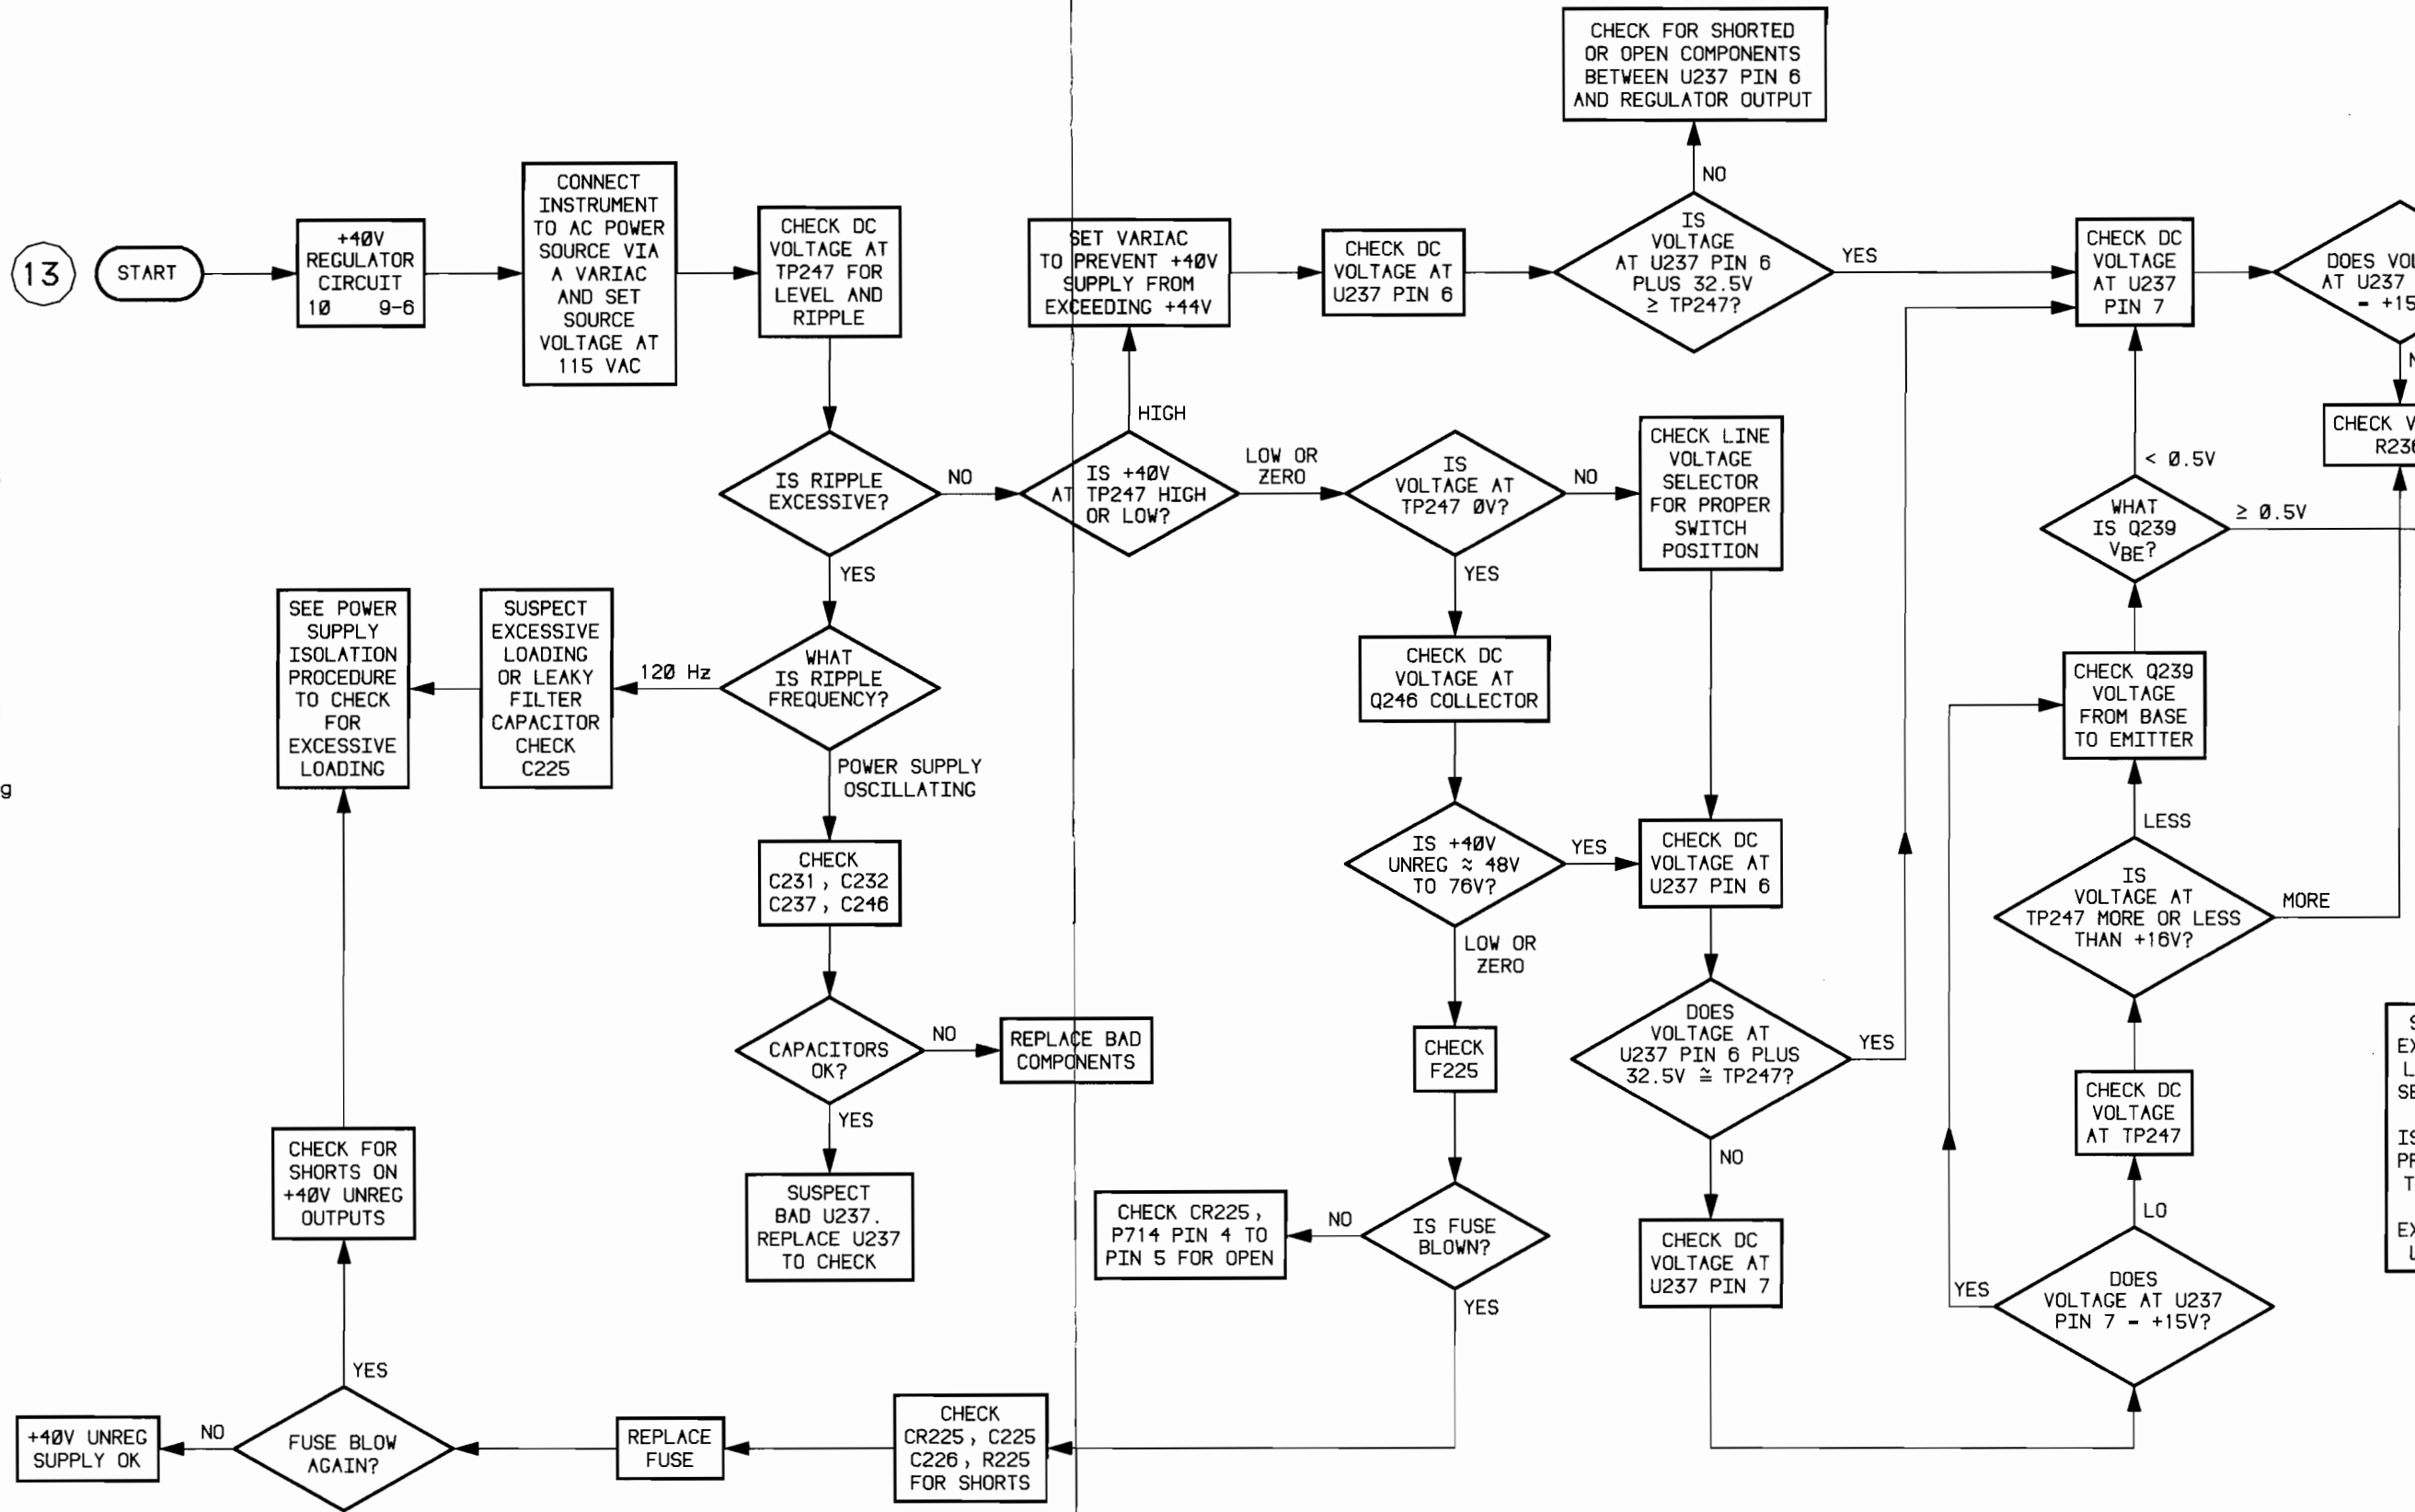 13
START
+40V
REGULATOR
CIRCUIT
10 9-6
CONNECT
INSTRUMENT
TO AC POWER
SOURCE VIA
A VARIAC
AND SET
SOURCE
VOLTAGE AT
115 VAC
CHECK DC
VOLTAGE AT
TP247 FOR
LEVEL AND
RIPPLE
SET VARIAC
TO PREVENT +40V
SUPPLY FROM
EXCEEDING +44V
CHECK DC
VOLTAGE AT
U237 PIN 6
CHECK FOR SHORTED
OR OPEN COMPONENTS
BETWEEN U237 PIN 6
AND REGULATOR OUTPUT
NO
IS
VOLTAGE
AT U237 PIN 6
PLUS 32.5V
≥ TP247?
YES
CHECK DC
VOLTAGE
AT U237
PIN 7
DOES VOL
AT U237
= +15
N
CHECK V
R236
HIGH
IS RIPPLE
EXCESSIVE?
NO
IS +40V
AT TP247 HIGH
OR LOW?
LOW OR
ZERO
IS
VOLTAGE AT
TP247 0V?
NO
CHECK LINE
VOLTAGE
SELECTOR
FOR PROPER
SWITCH
POSITION
< 0.5V
WHAT
IS Q239
VBE?
≥ 0.5V
YES
YES
SEE POWER
SUPPLY
ISOLATION
PROCEDURE
TO CHECK
FOR
EXCESSIVE
LOADING
SUSPECT
EXCESSIVE
LOADING
OR LEAKY
FILTER
CAPACITOR
CHECK
C225
120 Hz
WHAT
IS RIPPLE
FREQUENCY?
CHECK DC
VOLTAGE AT
Q246 COLLECTOR
CHECK Q239
VOLTAGE
FROM BASE
TO EMITTER
g
POWER SUPPLY
OSCILLATING
CHECK
C231, C232
C237, C246
IS +40V
UNREG ≈ 48V
TO 76V?
YES
CHECK DC
VOLTAGE AT
U237 PIN 6
LESS
IS
VOLTAGE AT
TP247 MORE OR LESS
THAN +16V?
MORE
LOW OR
ZERO
CAPACITORS
OK?
NO
REPLACE BAD
COMPONENTS
CHECK
F225
DOES
VOLTAGE AT
U237 PIN 6 PLUS
32.5V ≅ TP247?
YES
CHECK DC
VOLTAGE
AT TP247
YES
NO
CHECK FOR
SHORTS ON
+40V UNREG
OUTPUTS
SUSPECT
BAD U237.
REPLACE U237
TO CHECK
CHECK CR225,
P714 PIN 4 TO
PIN 5 FOR OPEN
NO
IS FUSE
BLOWN?
YES
CHECK DC
VOLTAGE AT
U237 PIN 7
LO
YES
DOES
VOLTAGE AT U237
PIN 7 = +15V?
S
EX
L
SE
IS
PR
T
EX
L
YES
+40V UNREG
SUPPLY OK
NO
FUSE BLOW
AGAIN?
REPLACE
FUSE
CHECK
CR225, C225
C226, R225
FOR SHORTS